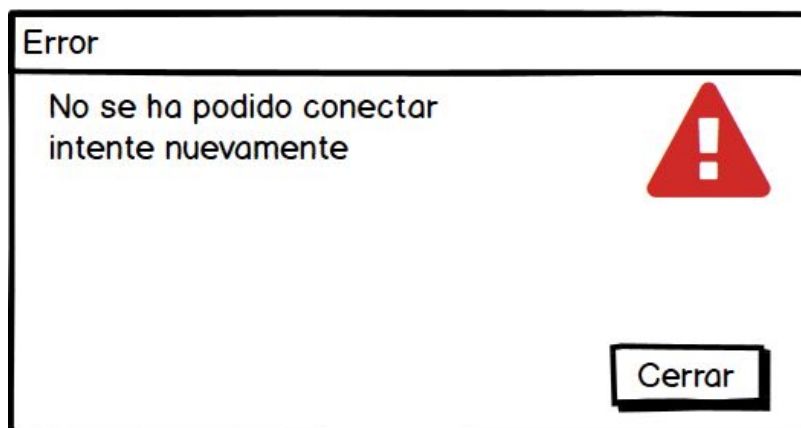 Error
No se ha podido conectar
intente nuevamente
Cerrar